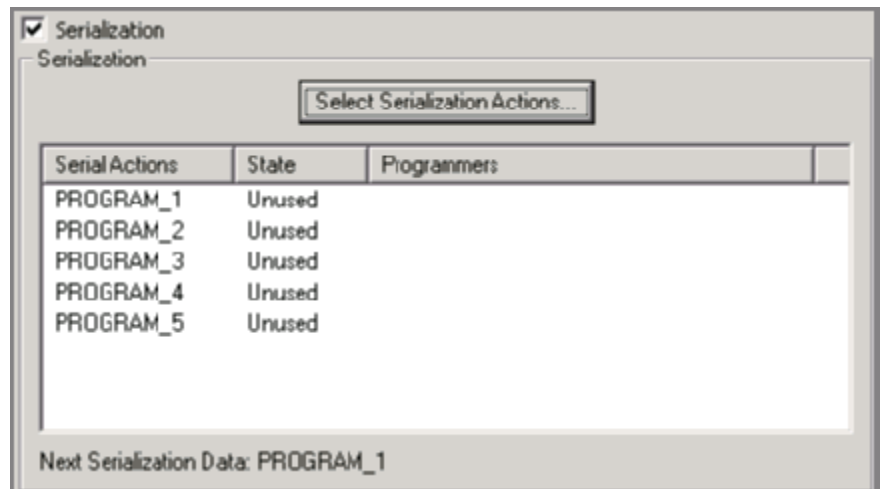 Serialization
Serialization
Select Serialization Actions...
Serial Actions State Programmers
PROGRAM_1 Unused
PROGRAM_2 Unused
PROGRAM_3 Unused
PROGRAM_4 Unused
PROGRAM_5 Unused
Next Serialization Data: PROGRAM_1